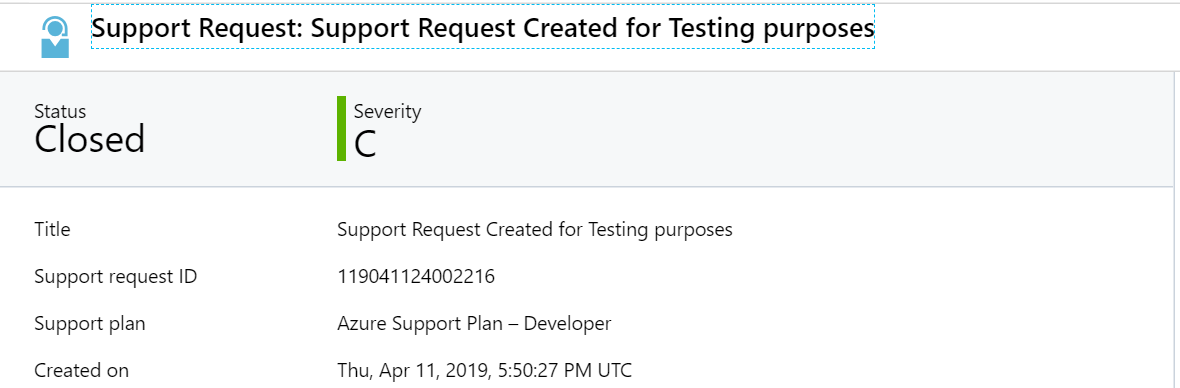 Support Request: Support Request Created for Testing purposes
Status
Closed
Severity
C
Title
Support Request Created for Testing purposes
Support request ID
119041124002216
Support plan
Azure Support Plan – Developer
Created on
Thu, Apr 11, 2019, 5:50:27 PM UTC